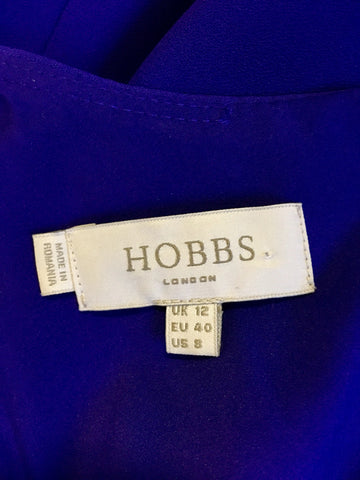 HOBBS
LONDON
MADE IN
ROMANIA
UK 12
EU 40
US 8